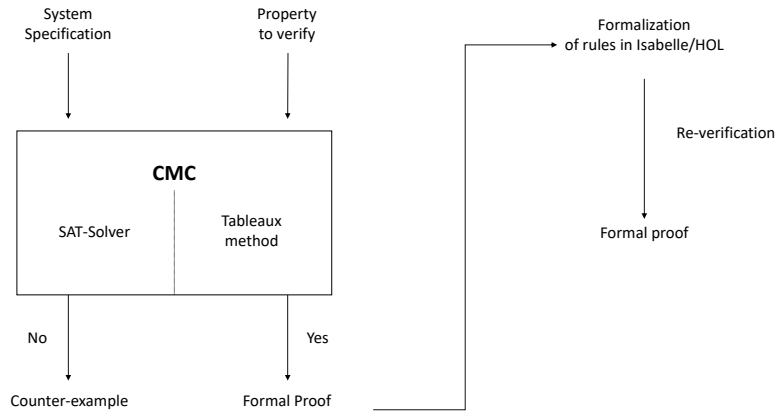 System
Specification
Property
to verify
CMC
SAT-Solver
Tableaux
method
No
Yes
Counter-example
Formal Proof
Formalization
of rules in Isabelle/HOL
Re-verification
Formal proof